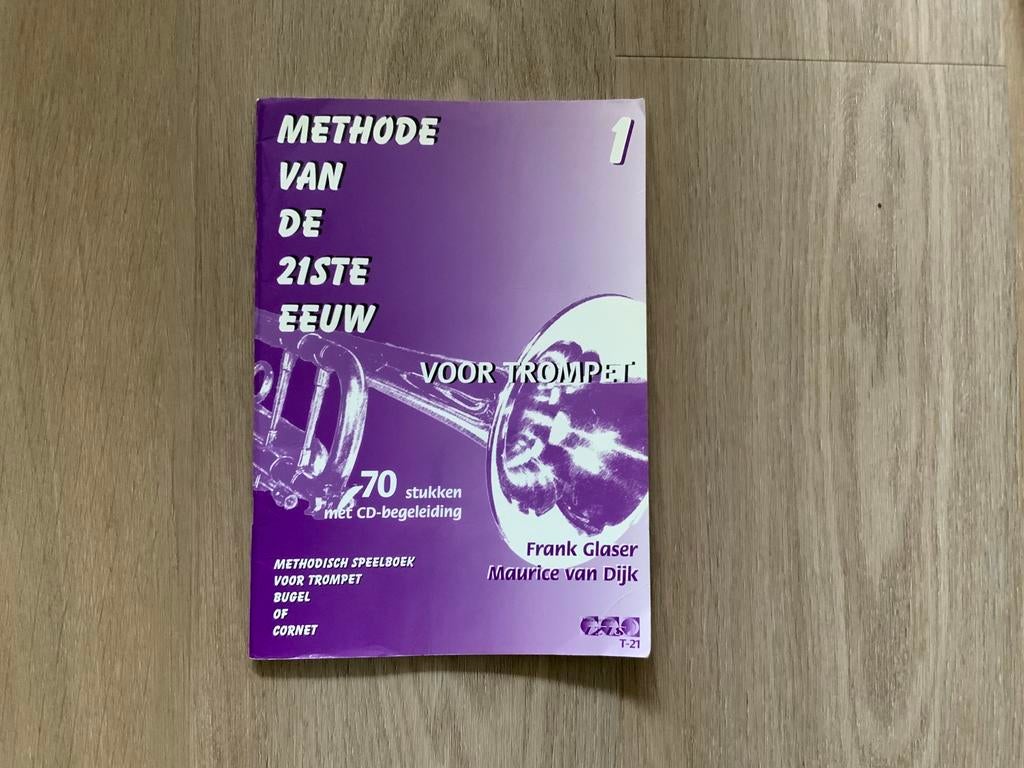 METHODE
VAN
DE
21STE
EEUW
1
VOOR TROMPET
70 stukken
met CD-begeleiding
Frank Glaser
Maurice van Dijk
METHODISCH SPEELBOEK
VOOR TROMPET
BUGEL
OF
CORNET
T-21